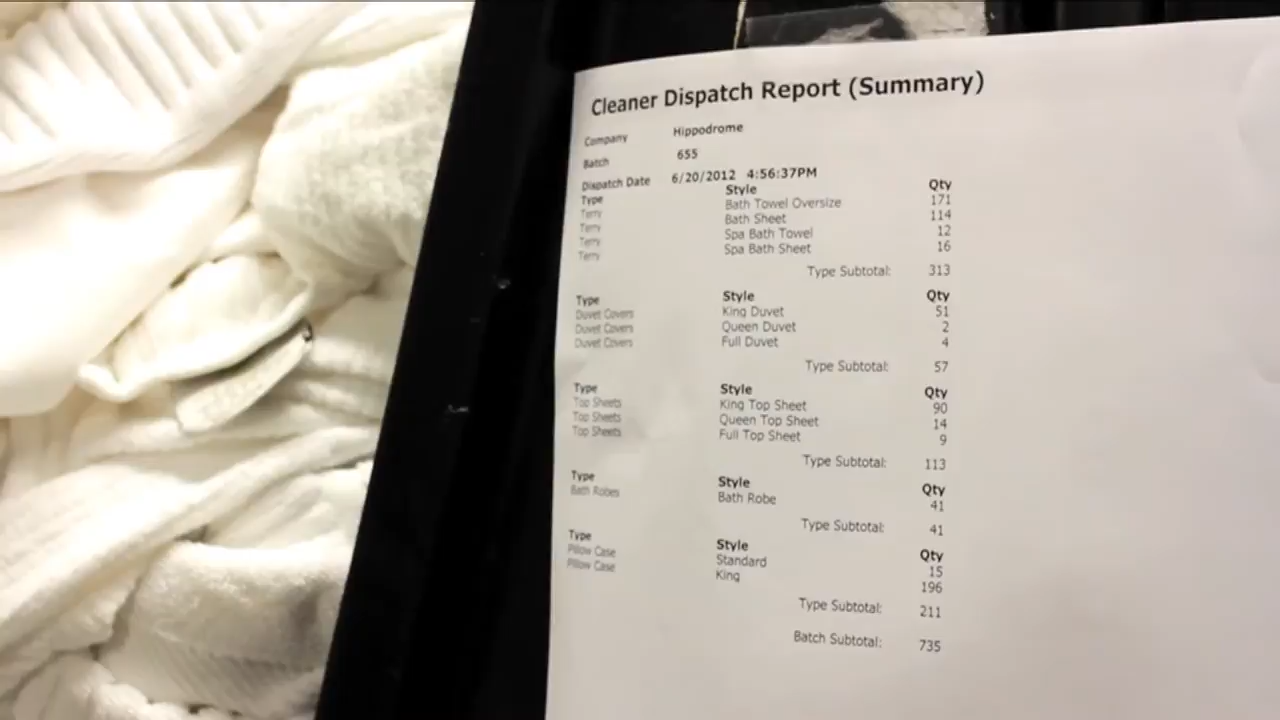 Cleaner Dispatch Report (Summary)
Company Hippodrome
Batch 655
Dispatch Date 6/20/2012 4:56:37PM
Type Style Qty
Terry Bath Towel Oversize 171
Terry Bath Sheet 114
Terry Spa Bath Towel 12
Terry Spa Bath Sheet 16
Type Subtotal: 313
Type Style Qty
Duvet Covers King Duvet 51
Duvet Covers Queen Duvet 2
Duvet Covers Full Duvet 4
Type Subtotal: 57
Type Style Qty
Top Sheets King Top Sheet 90
Top Sheets Queen Top Sheet 14
Top Sheets Full Top Sheet 9
Type Subtotal: 113
Type Style Qty
Bath Robes Bath Robe 41
Type Subtotal: 41
Type Style Qty
Pillow Case Standard 15
Pillow Case King 196
Type Subtotal: 211
Batch Subtotal: 735